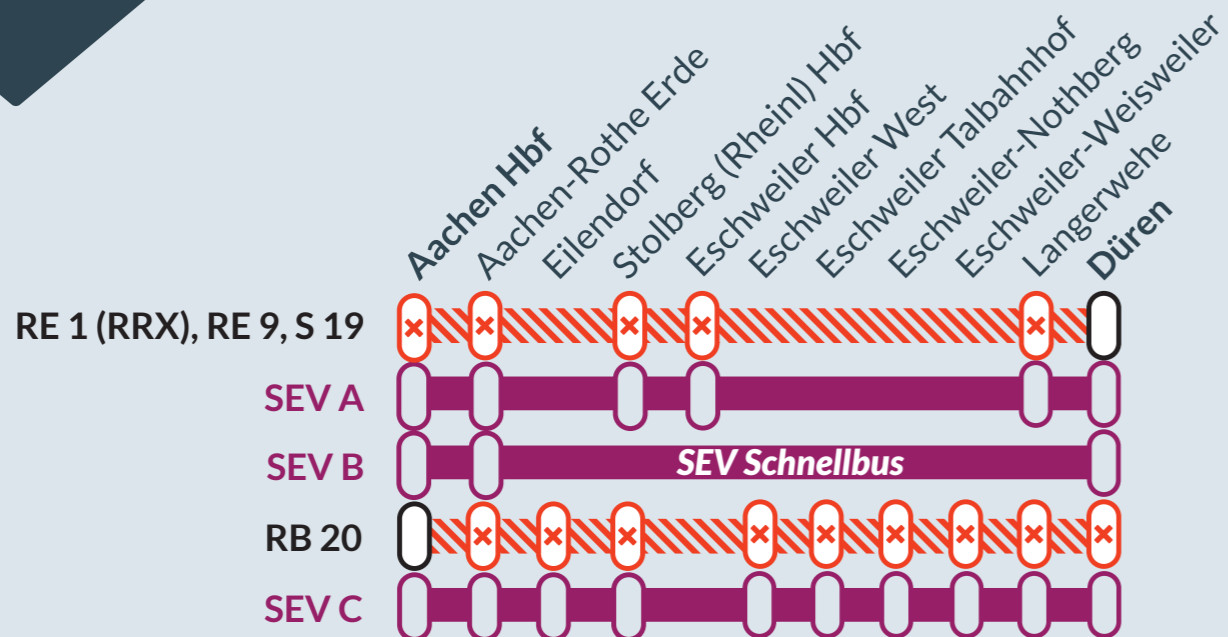 Aachen Hbf
Aachen-Rothe Erde
Eilendorf
Stolberg (Rheinl) Hbf
Eschweiler Hbf
Eschweiler West
Eschweiler Talbahnhof
Eschweiler-Nothberg
Eschweiler-Weisweiler
Langerwehe
Düren
RE 1 (RRX), RE 9, S 19
SEV A
SEV B
SEV Schnellbus
RB 20
SEV C